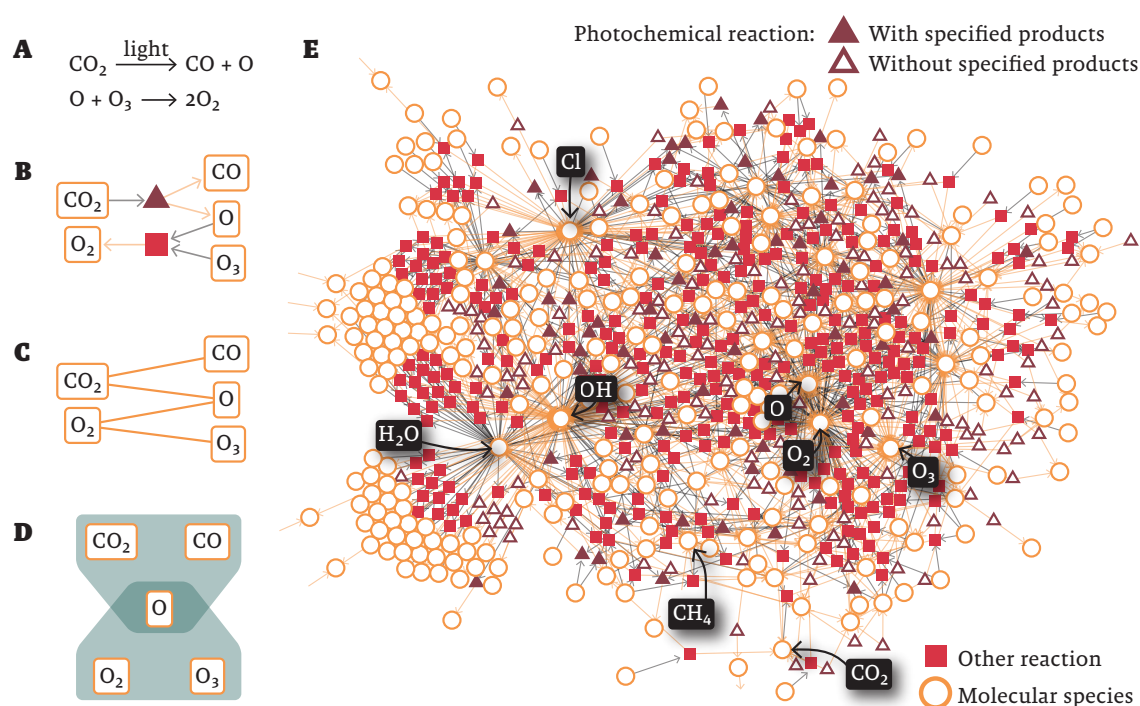 A
CO₂ light→ CO + O
O + O₃ → 2O₂
B
CO₂
CO
O
O₂
O₃
C
CO₂
CO
O
O₂
O₃
D
CO₂
CO
O
O₂
O₃
E
Photochemical reaction:
With specified products
Without specified products
Cl
OH
H₂O
O
O₂
O₃
CH₄
CO₂
Other reaction
Molecular species